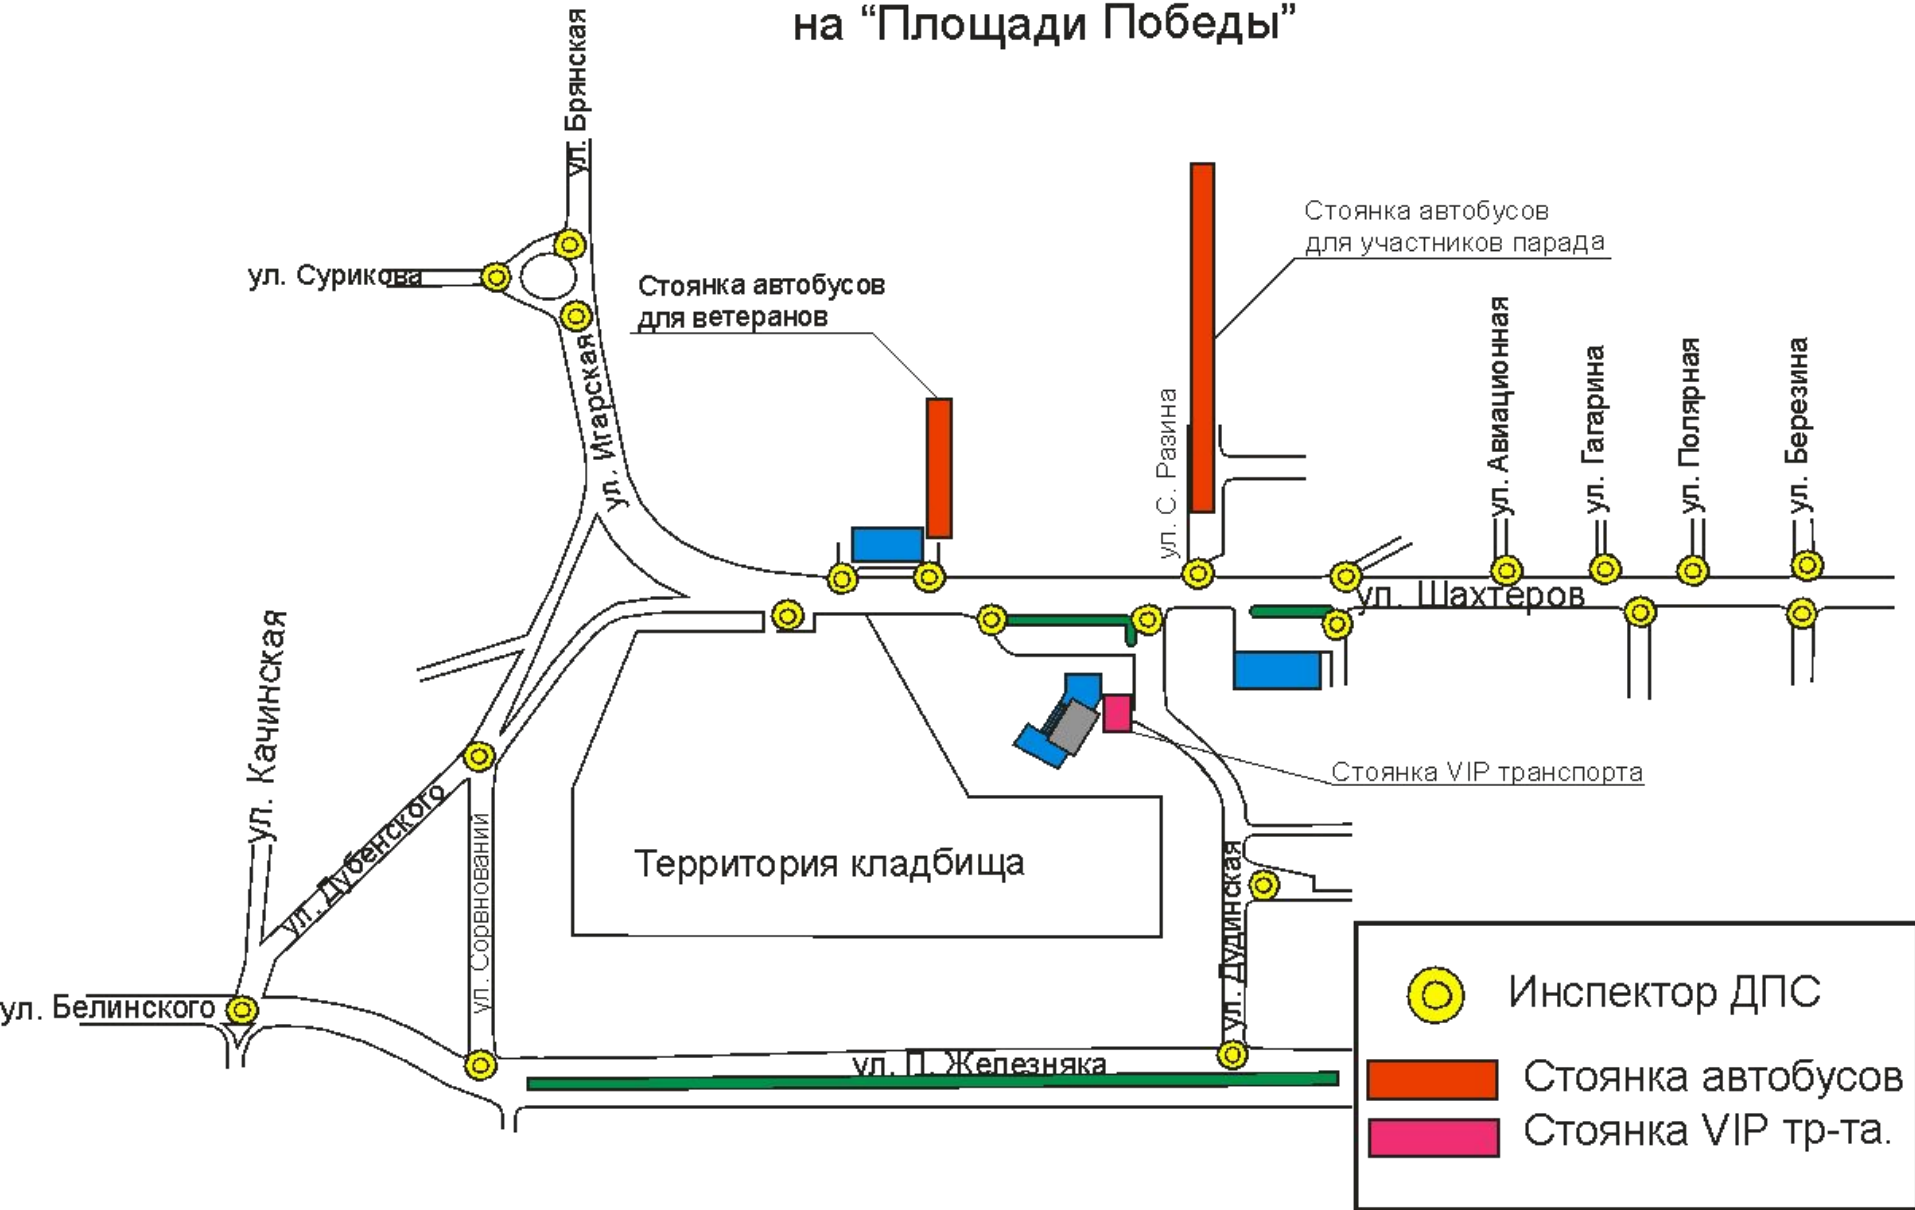 на “Площади Победы”
ул. Брянская
ул. Сурикова
Стоянка автобусов
для участников парада
Стоянка автобусов
для ветеранов
ул. Игарская
ул. С. Разина
ул. Авиационная
ул. Гагарина
ул. Полярная
ул. Березина
ул. Шахтеров
ул. Качинская
ул. Дубенского
ул. Сорвнований
Стоянка VIP транспорта
Территория кладбища
ул. Дудинская
ул. Белинского
ул. П. Железняка
Инспектор ДПС
Стоянка автобусов
Стоянка VIP тр-та.